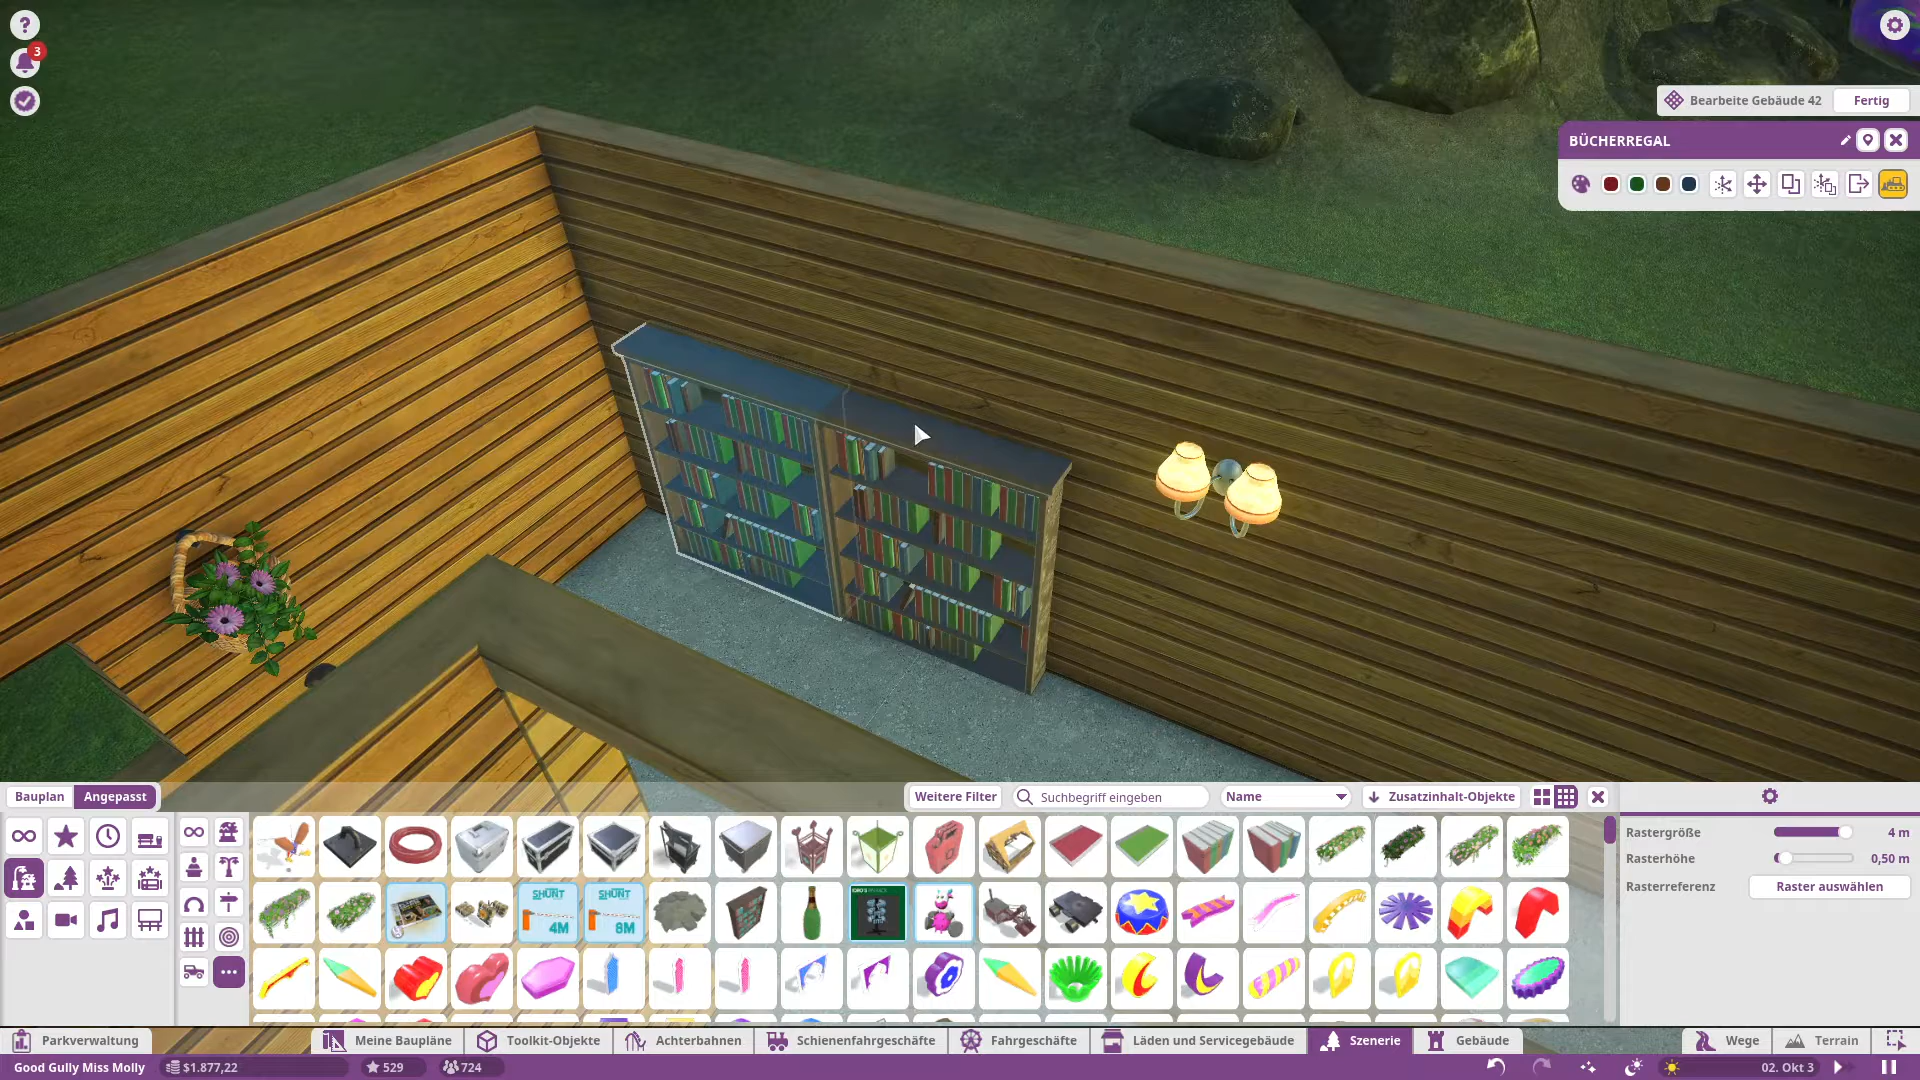 ?
3
Bearbeite Gebäude 42
Fertig
BÜCHERREGAL
Bauplan
Angepasst
Weitere Filter
Suchbegriff eingeben
Name
Zusatzinhalt-Objekte
SHUNT
4M
SHUNT
8M
Rastergröße
4 m
Rasterhöhe
0,50 m
Rasterreferenz
Raster auswählen
Parkverwaltung
Meine Baupläne
Toolkit-Objekte
Achterbahnen
Schienenfahrgeschäfte
Fahrgeschäfte
Läden und Servicegebäude
Szenerie
Gebäude
Wege
Terrain
Good Gully Miss Molly
$1.877,22
529
724
02. Okt 3